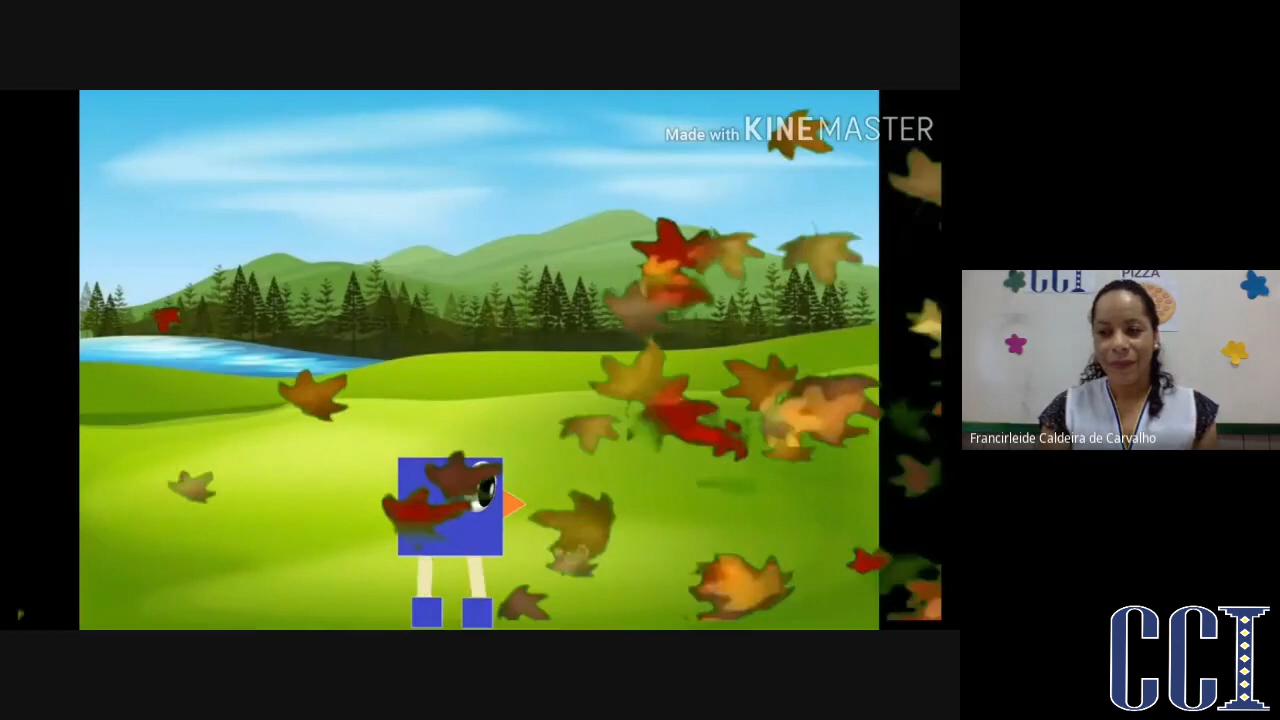 Made with KINEMASTER
CCI
PIZZA
Francirleide Caldeira de Carvalho
CCI